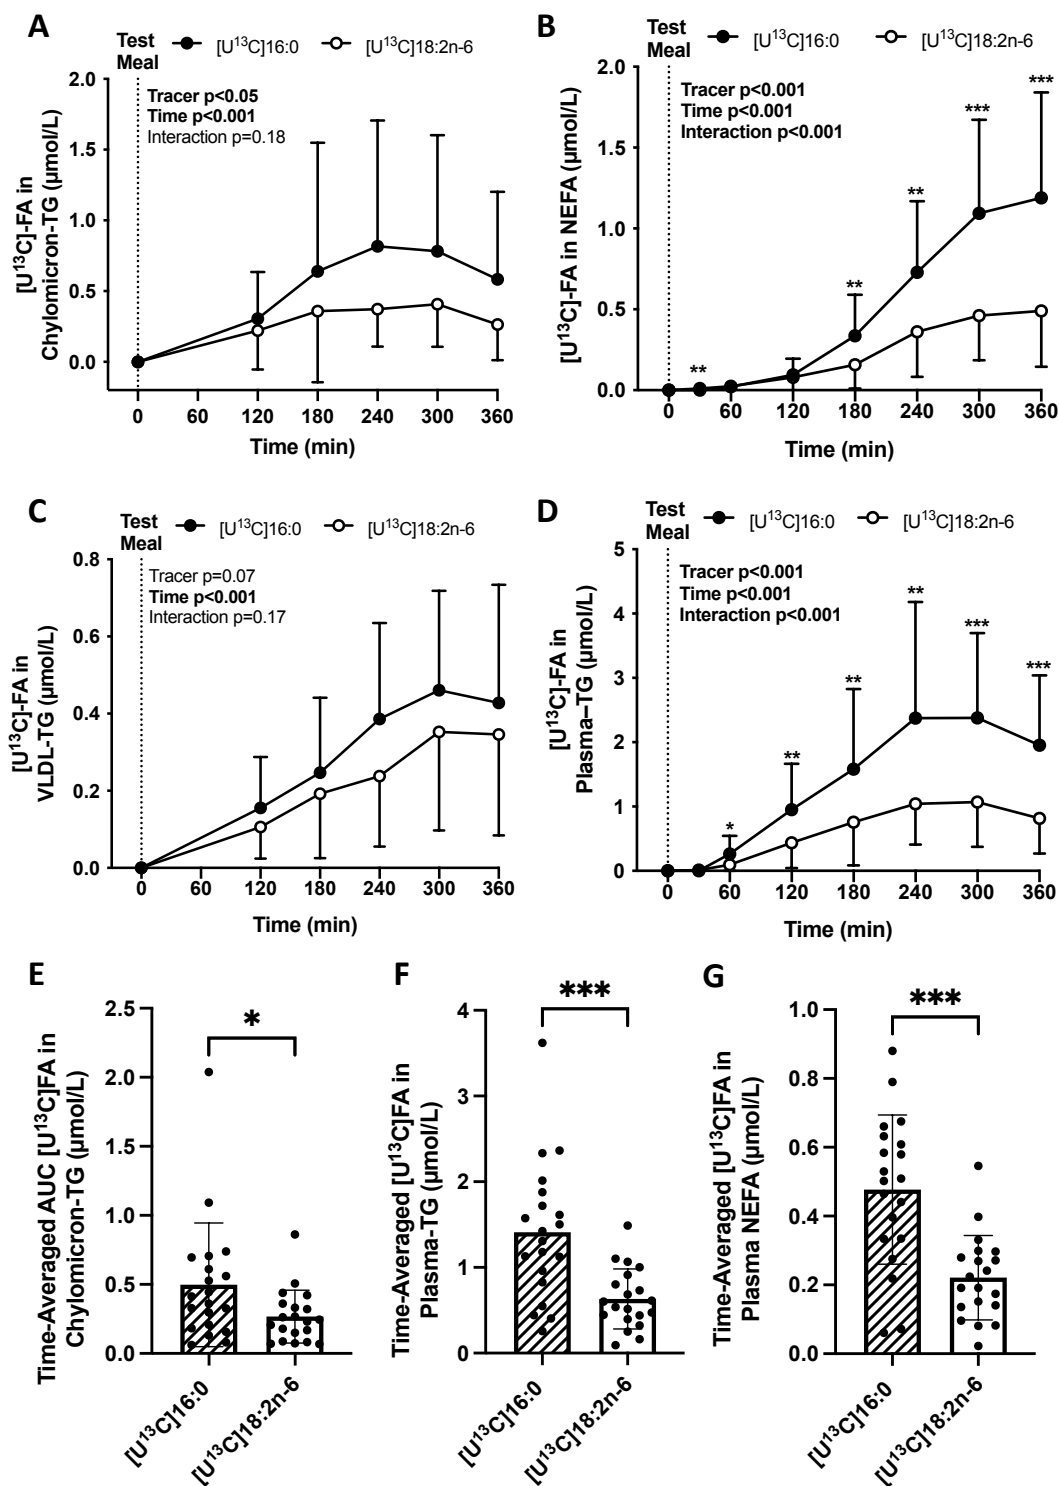 A
Test
Meal
[U¹³C]16:0
[U¹³C]18:2n-6
Tracer p<0.05
Time p<0.001
Interaction p=0.18
[U¹³C]-FA in
Chylomicron-TG (µmol/L)
2.0
1.5
1.0
0.5
0.0
0 60 120 180 240 300 360
Time (min)
B
Test
Meal
[U¹³C]16:0
[U¹³C]18:2n-6
Tracer p<0.001
Time p<0.001
Interaction p<0.001
[U¹³C]-FA in NEFA (µmol/L)
2.0
1.5
1.0
0.5
0.0
** ** ** *** ***
0 60 120 180 240 300 360
Time (min)
C
Test
Meal
[U¹³C]16:0
[U¹³C]18:2n-6
Tracer p=0.07
Time p<0.001
Interaction p=0.17
[U¹³C]-FA in
VLDL-TG (µmol/L)
0.8
0.6
0.4
0.2
0.0
0 60 120 180 240 300 360
Time (min)
D
Test
Meal
[U¹³C]16:0
[U¹³C]18:2n-6
Tracer p<0.001
Time p<0.001
Interaction p<0.001
[U¹³C]-FA in
Plasma–TG (µmol/L)
5
4
3
2
1
0
* ** ** ** *** ***
0 60 120 180 240 300 360
Time (min)
E
Time-Averaged AUC [U¹³C]FA in
Chylomicron-TG (µmol/L)
2.5
2.0
1.5
1.0
0.5
0.0
*
[U¹³C]16:0
[U¹³C]18:2n-6
F
Time-Averaged [U¹³C]FA in
Plasma-TG (µmol/L)
4
3
2
1
0
***
[U¹³C]16:0
[U¹³C]18:2n-6
G
Time-Averaged [U¹³C]FA in
Plasma NEFA (µmol/L)
1.0
0.8
0.6
0.4
0.2
0.0
***
[U¹³C]16:0
[U¹³C]18:2n-6